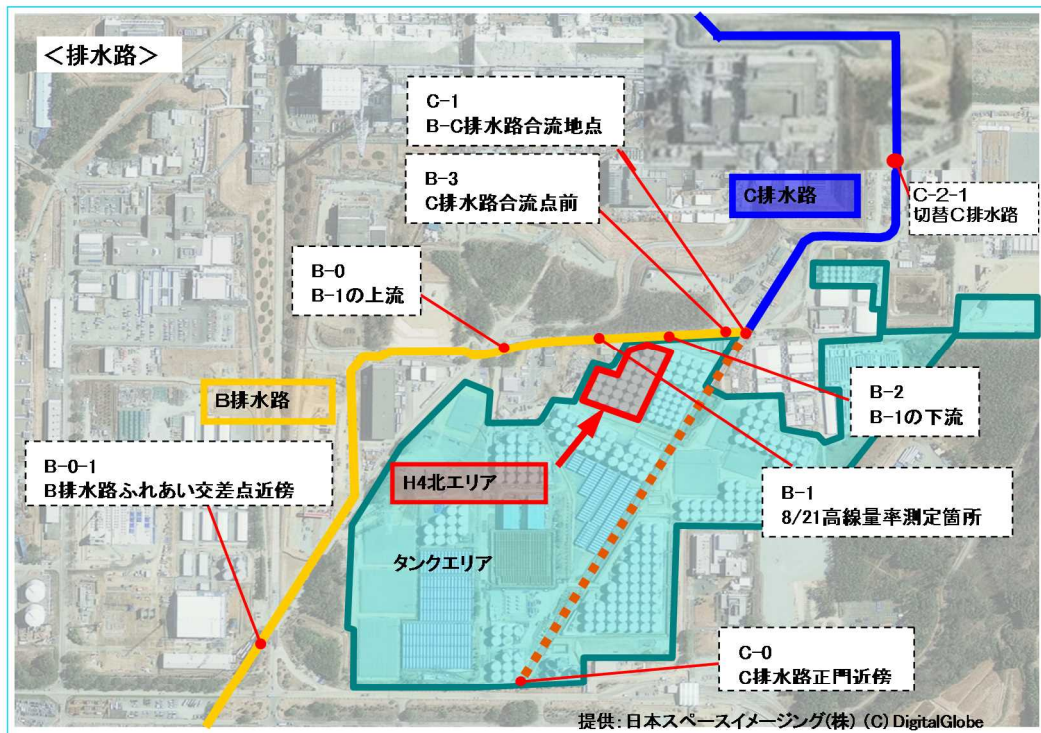 <排水路>
C-1
B-C排水路合流地点
B-3
C排水路合流点前
C排水路
C-2-1
切替C排水路
B-0
B-1の上流
B排水路
B-2
B-1の下流
B-0-1
B排水路ふれあい交差点近傍
H4北エリア
B-1
8/21高線量率測定箇所
タンクエリア
C-0
C排水路正門近傍
提供:日本スペースイメージング(株) (C) DigitalGlobe